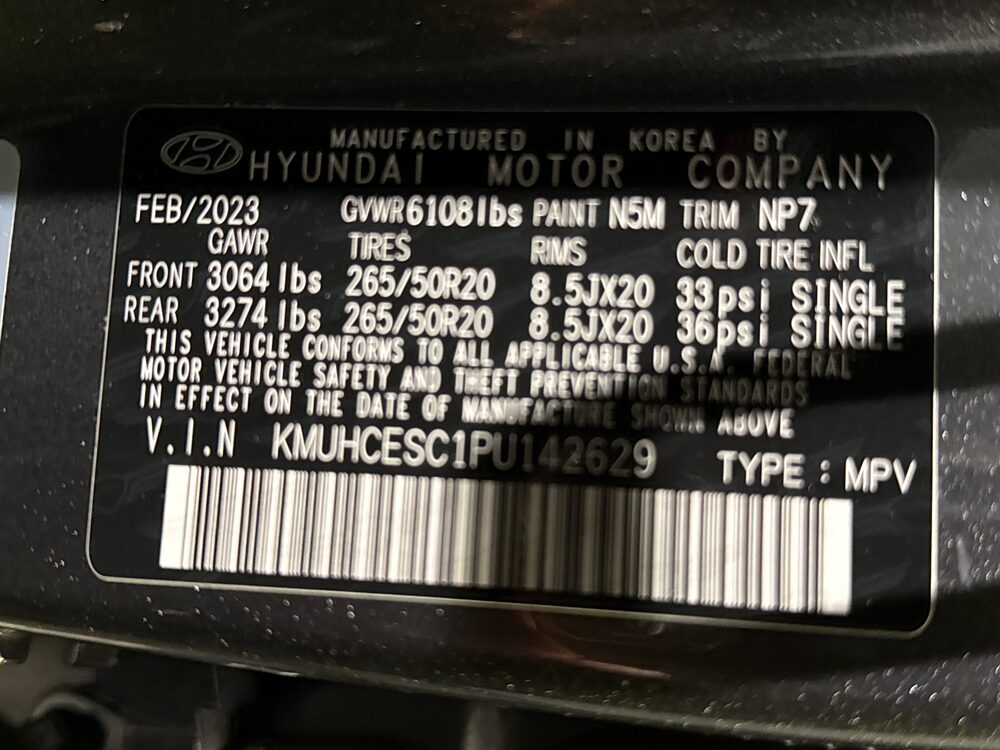 MANUFACTURED IN KOREA BY
HYUNDAI MOTOR COMPANY
FEB/2023 GVWR6108lbs PAINT N5M TRIM NP7
GAWR TIRES RIMS COLD TIRE INFL
FRONT 3064 lbs 265/50R20 8.5JX20 33psi SINGLE
REAR 3274 lbs 265/50R20 8.5JX20 36psi SINGLE
THIS VEHICLE CONFORMS TO ALL APPLICABLE U.S.A. FEDERAL
MOTOR VEHICLE SAFETY AND THEFT PREVENTION STANDARDS
IN EFFECT ON THE DATE OF MANUFACTURE SHOWN ABOVE
V.I.N KMUHCESC1PU142629 TYPE : MPV